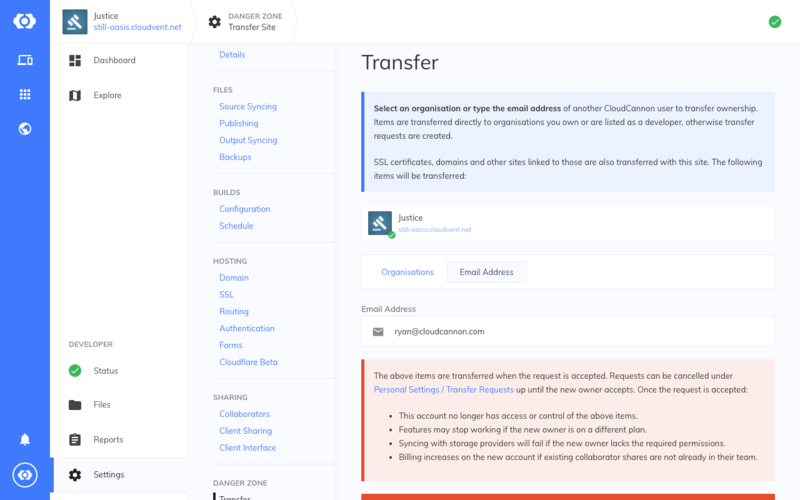 Justice
still-oasis.cloudvent.net
DANGER ZONE
Transfer Site
Dashboard
Explore
DEVELOPER
Status
Files
Reports
Settings
Details
FILES
Source Syncing
Publishing
Output Syncing
Backups
BUILDS
Configuration
Schedule
HOSTING
Domain
SSL
Routing
Authentication
Forms
Cloudflare Beta
SHARING
Collaborators
Client Sharing
Client Interface
DANGER ZONE
Transfer
Transfer
Select an organisation or type the email address of another CloudCannon user to transfer ownership.
Items are transferred directly to organisations you own or are listed as a developer, otherwise transfer
requests are created.
SSL certificates, domains and other sites linked to those are also transferred with this site. The following
items will be transferred:
Justice
still-oasis.cloudvent.net
Organisations
Email Address
Email Address
ryan@cloudcannon.com
The above items are transferred when the request is accepted. Requests can be cancelled under
Personal Settings / Transfer Requests up until the new owner accepts. Once the request is accepted:
• This account no longer has access or control of the above items.
• Features may stop working if the new owner is on a different plan.
• Syncing with storage providers will fail if the new owner lacks the required permissions.
• Billing increases on the new account if existing collaborator shares are not already in their team.